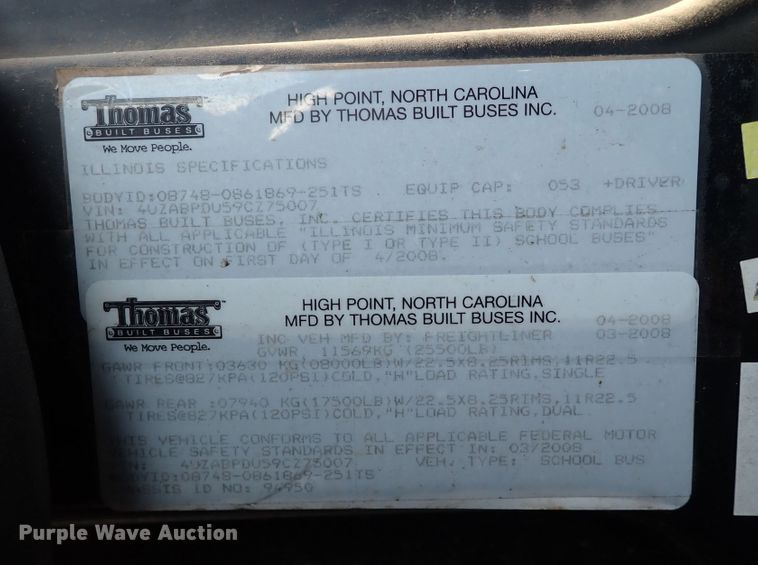 Thomas
BUILT BUSES
We Move People.
HIGH POINT, NORTH CAROLINA
MFD BY THOMAS BUILT BUSES INC.
04-2008
ILLINOIS SPECIFICATIONS
BODYID:08748-0861869-251TS EQUIP CAP: 053 +DRIVER
VIN: 4UZABPDU59CZ75007
THOMAS BUILT BUSES, INC. CERTIFIES THIS BODY COMPLIES
WITH ALL APPLICABLE "ILLINOIS MINIMUM SAFETY STANDARDS
FOR CONSTRUCTION OF (TYPE I OR TYPE II) SCHOOL BUSES"
IN EFFECT ON FIRST DAY OF 4/2008.
Thomas
BUILT BUSES
We Move People.
HIGH POINT, NORTH CAROLINA
MFD BY THOMAS BUILT BUSES INC.
04-2008
INC VEH MFD BY: FREIGHTLINER 03-2008
GVWR 11569KG (25500LB)
GAWR FRONT:03630 KG(08000LB)W/22.5X8.25RIMS,11R22.5
TIRES@827KPA(120PSI)COLD,"H"LOAD RATING,SINGLE
GAWR REAR :07940 KG(17500LB)W/22.5X8.25RIMS,11R22.5
TIRES@827KPA(120PSI)COLD,"H"LOAD RATING,DUAL
THIS VEHICLE CONFORMS TO ALL APPLICABLE FEDERAL MOTOR
VEHICLE SAFETY STANDARDS IN EFFECT IN: 03/2008
VIN: 4UZABPDU59CZ75007 VEH. TYPE: SCHOOL BUS
BODYID:08748-0861869-251TS
CHASSIS ID NO: 94950
Purple Wave Auction